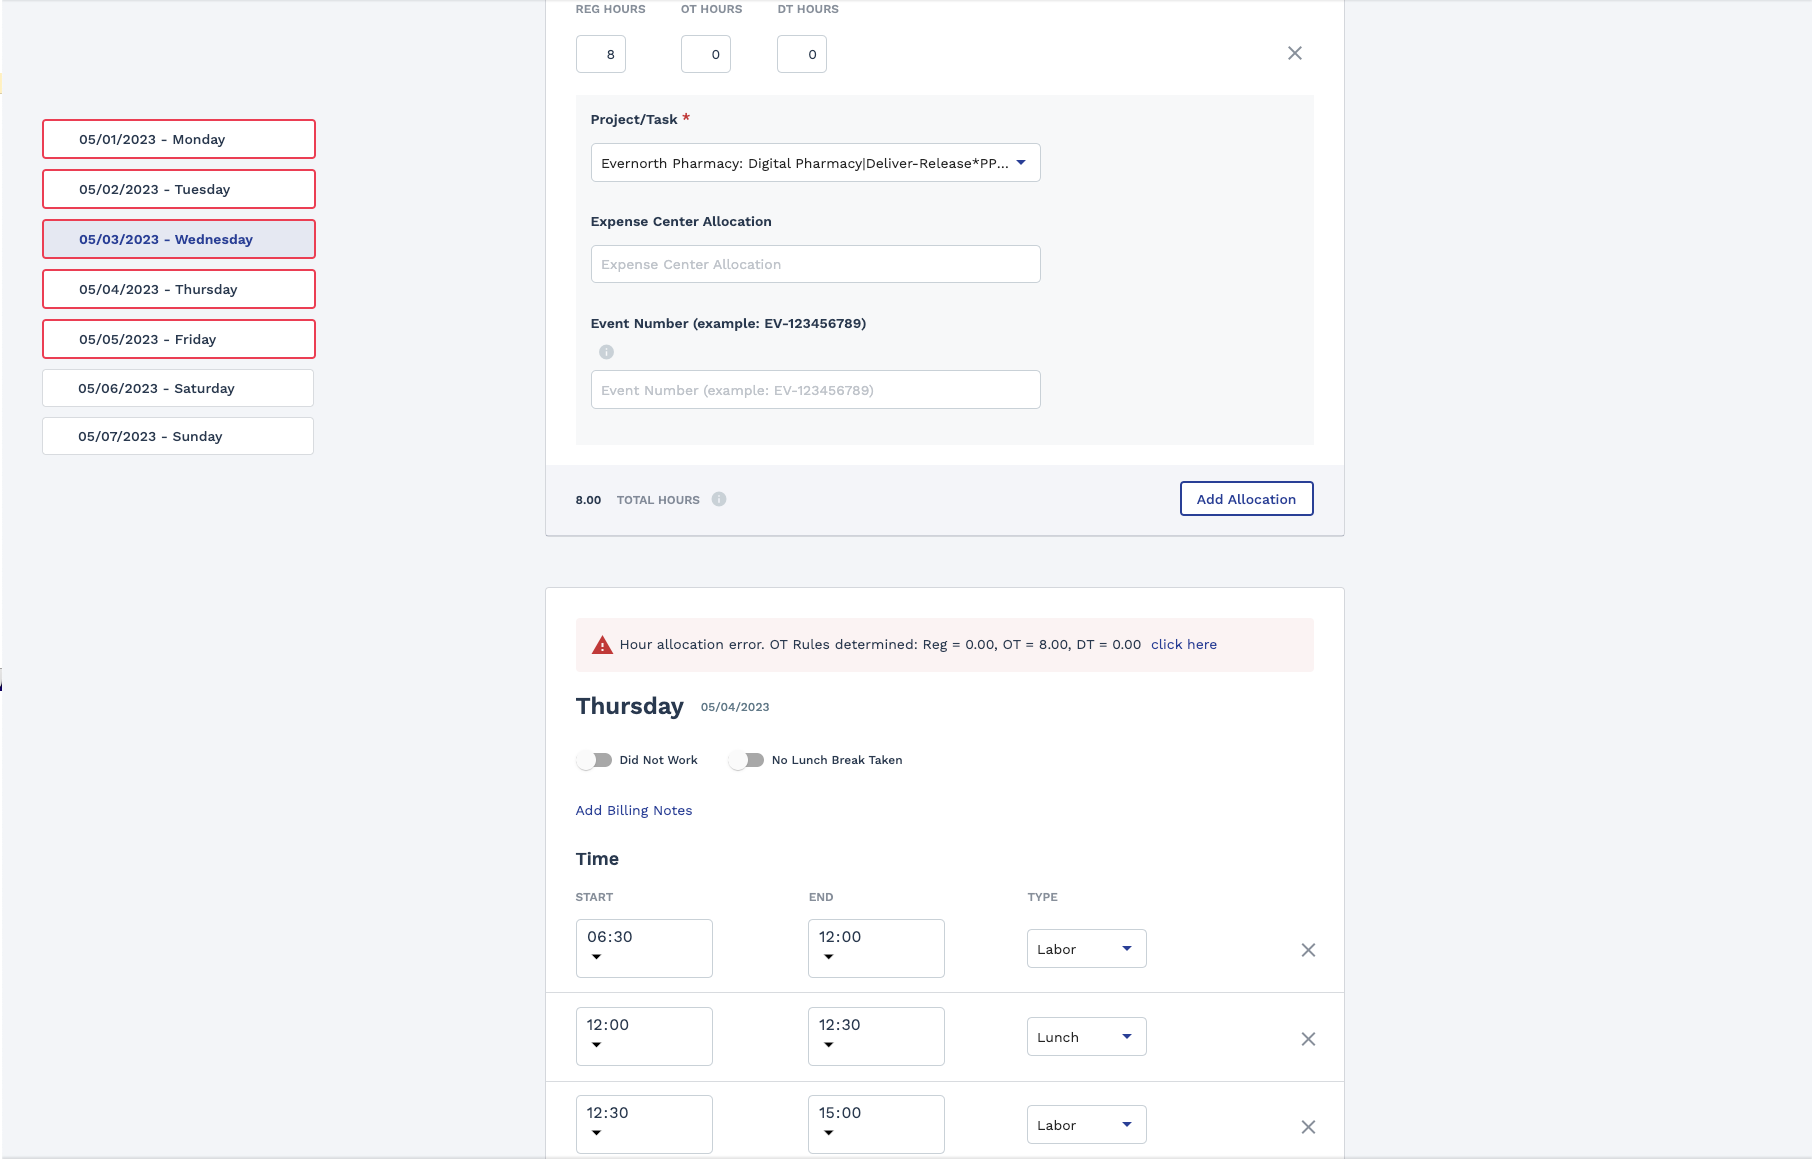 REG HOURS OT HOURS DT HOURS
8 0 0
05/01/2023 - Monday
05/02/2023 - Tuesday
05/03/2023 - Wednesday
05/04/2023 - Thursday
05/05/2023 - Friday
05/06/2023 - Saturday
05/07/2023 - Sunday
Project/Task *
Evernorth Pharmacy: Digital Pharmacy|Deliver-Release*PP...
Expense Center Allocation
Expense Center Allocation
Event Number (example: EV-123456789)
Event Number (example: EV-123456789)
8.00 TOTAL HOURS
Add Allocation
Hour allocation error. OT Rules determined: Reg = 0.00, OT = 8.00, DT = 0.00 click here
Thursday 05/04/2023
Did Not Work No Lunch Break Taken
Add Billing Notes
Time
START END TYPE
06:30 12:00 Labor
12:00 12:30 Lunch
12:30 15:00 Labor